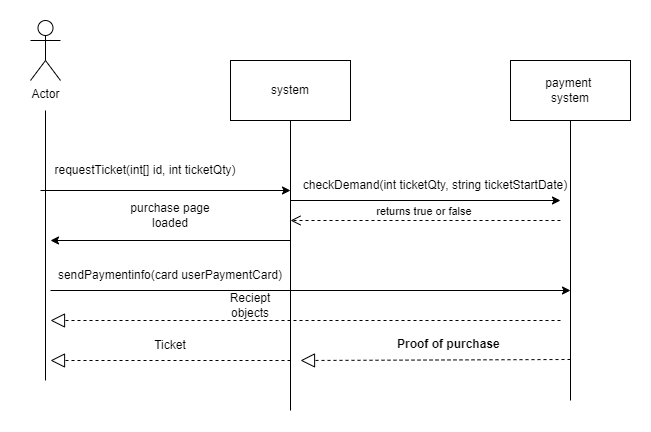 Actor
system
payment
system
requestTicket(int[] id, int ticketQty)
checkDemand(int ticketQty, string ticketStartDate)
returns true or false
purchase page
loaded
sendPaymentinfo(card userPaymentCard)
Reciept
objects
Ticket
Proof of purchase